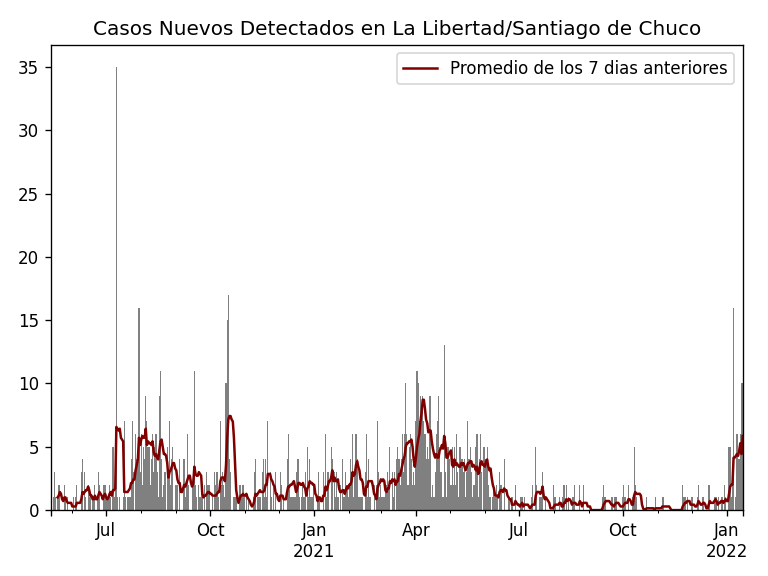 Casos Nuevos Detectados en La Libertad/Santiago de Chuco
Promedio de los 7 dias anteriores
35
30
25
20
15
10
5
0
Jul
Oct
Jan
2021
Apr
Jul
Oct
Jan
2022